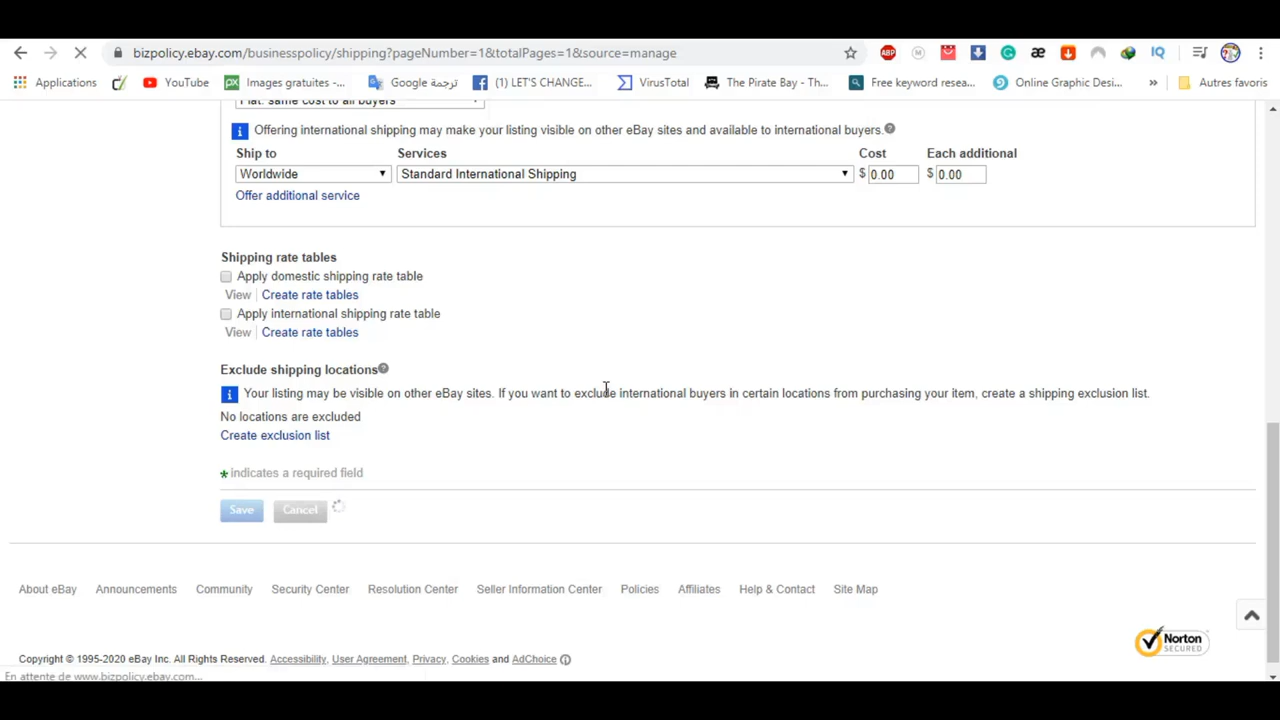 bizpolicy.ebay.com/businesspolicy/shipping?pageNumber=1&totalPages=1&source=manage
Applications YouTube Images gratuites -... Google ترجمة (1) LET'S CHANGE... VirusTotal The Pirate Bay - Th... Free keyword resea... Online Graphic Desi... » Autres favoris
Flat: same cost to all buyers
Offering international shipping may make your listing visible on other eBay sites and available to international buyers.
Ship to Services Cost Each additional
Worldwide Standard International Shipping $ 0.00 $ 0.00
Offer additional service
Shipping rate tables
Apply domestic shipping rate table
View | Create rate tables
Apply international shipping rate table
View | Create rate tables
Exclude shipping locations
Your listing may be visible on other eBay sites. If you want to exclude international buyers in certain locations from purchasing your item, create a shipping exclusion list.
No locations are excluded
Create exclusion list
* indicates a required field
Save Cancel
About eBay Announcements Community Security Center Resolution Center Seller Information Center Policies Affiliates Help & Contact Site Map
Norton
SECURED
Copyright © 1995-2020 eBay Inc. All Rights Reserved. Accessibility, User Agreement, Privacy, Cookies and AdChoice
En attente de www.bizpolicy.ebay.com...